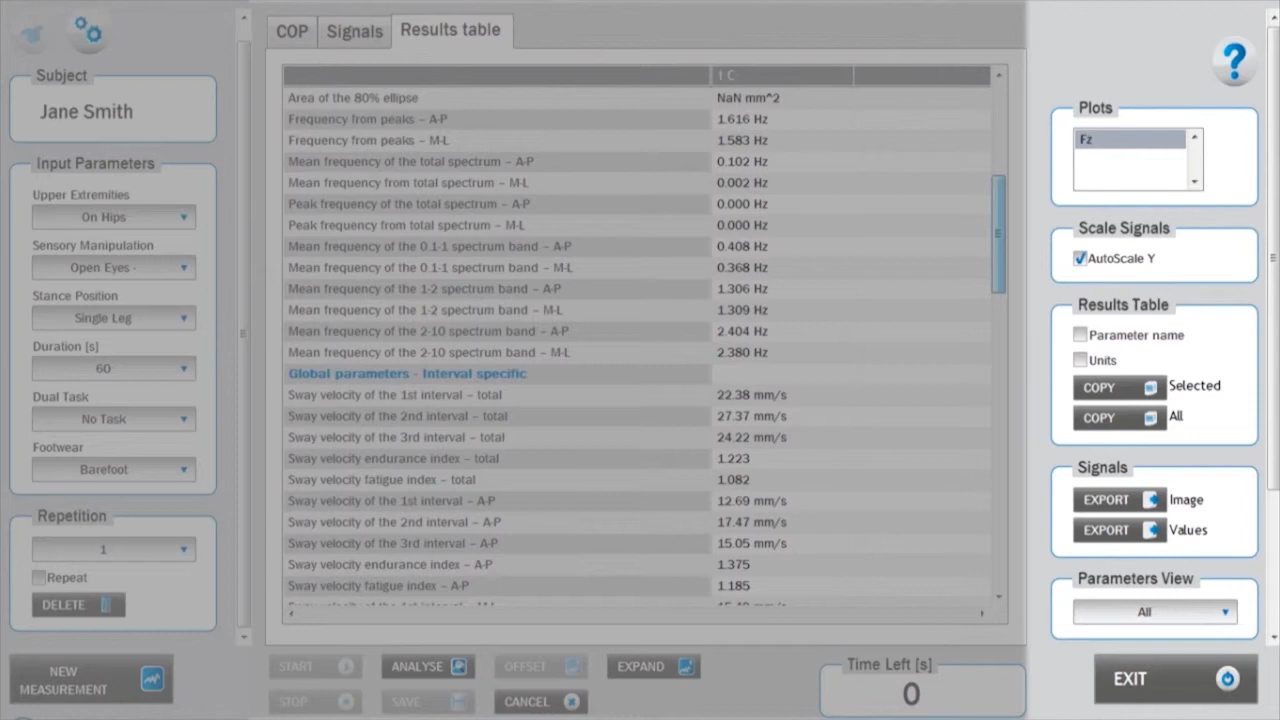 Subject
Jane Smith
Input Parameters
Upper Extremities
On Hips
Sensory Manipulation
Open Eyes -
Stance Position
Single Leg
Duration [s]
60
Dual Task
No Task
Footwear
Barefoot
Repetition
1
Repeat
DELETE
NEW
MEASUREMENT
COP Signals Results table
Area of the 80% ellipse NaN mm^2
Frequency from peaks - A-P 1.616 Hz
Frequency from peaks - M-L 1.583 Hz
Mean frequency of the total spectrum - A-P 0.102 Hz
Mean frequency from total spectrum - M-L 0.002 Hz
Peak frequency of the total spectrum - A-P 0.000 Hz
Peak frequency from total spectrum - M-L 0.000 Hz
Mean frequency of the 0.1-1 spectrum band - A-P 0.408 Hz
Mean frequency of the 0.1-1 spectrum band - M-L 0.368 Hz
Mean frequency of the 1-2 spectrum band - A-P 1.306 Hz
Mean frequency of the 1-2 spectrum band - M-L 1.309 Hz
Mean frequency of the 2-10 spectrum band - A-P 2.404 Hz
Mean frequency of the 2-10 spectrum band - M-L 2.380 Hz
Global parameters - Interval specific
Sway velocity of the 1st interval - total 22.38 mm/s
Sway velocity of the 2nd interval - total 27.37 mm/s
Sway velocity of the 3rd interval - total 24.22 mm/s
Sway velocity endurance index - total 1.223
Sway velocity fatigue index - total 1.082
Sway velocity of the 1st interval - A-P 12.69 mm/s
Sway velocity of the 2nd interval - A-P 17.47 mm/s
Sway velocity of the 3rd interval - A-P 15.05 mm/s
Sway velocity endurance index - A-P 1.375
Sway velocity fatigue index - A-P 1.185
START ANALYSE OFFSET EXPAND
STOP SAVE CANCEL
Time Left [s]
0
?
Plots
Fz
Scale Signals
AutoScale Y
Results Table
Parameter name
Units
COPY Selected
COPY All
Signals
EXPORT Image
EXPORT Values
Parameters View
All
EXIT